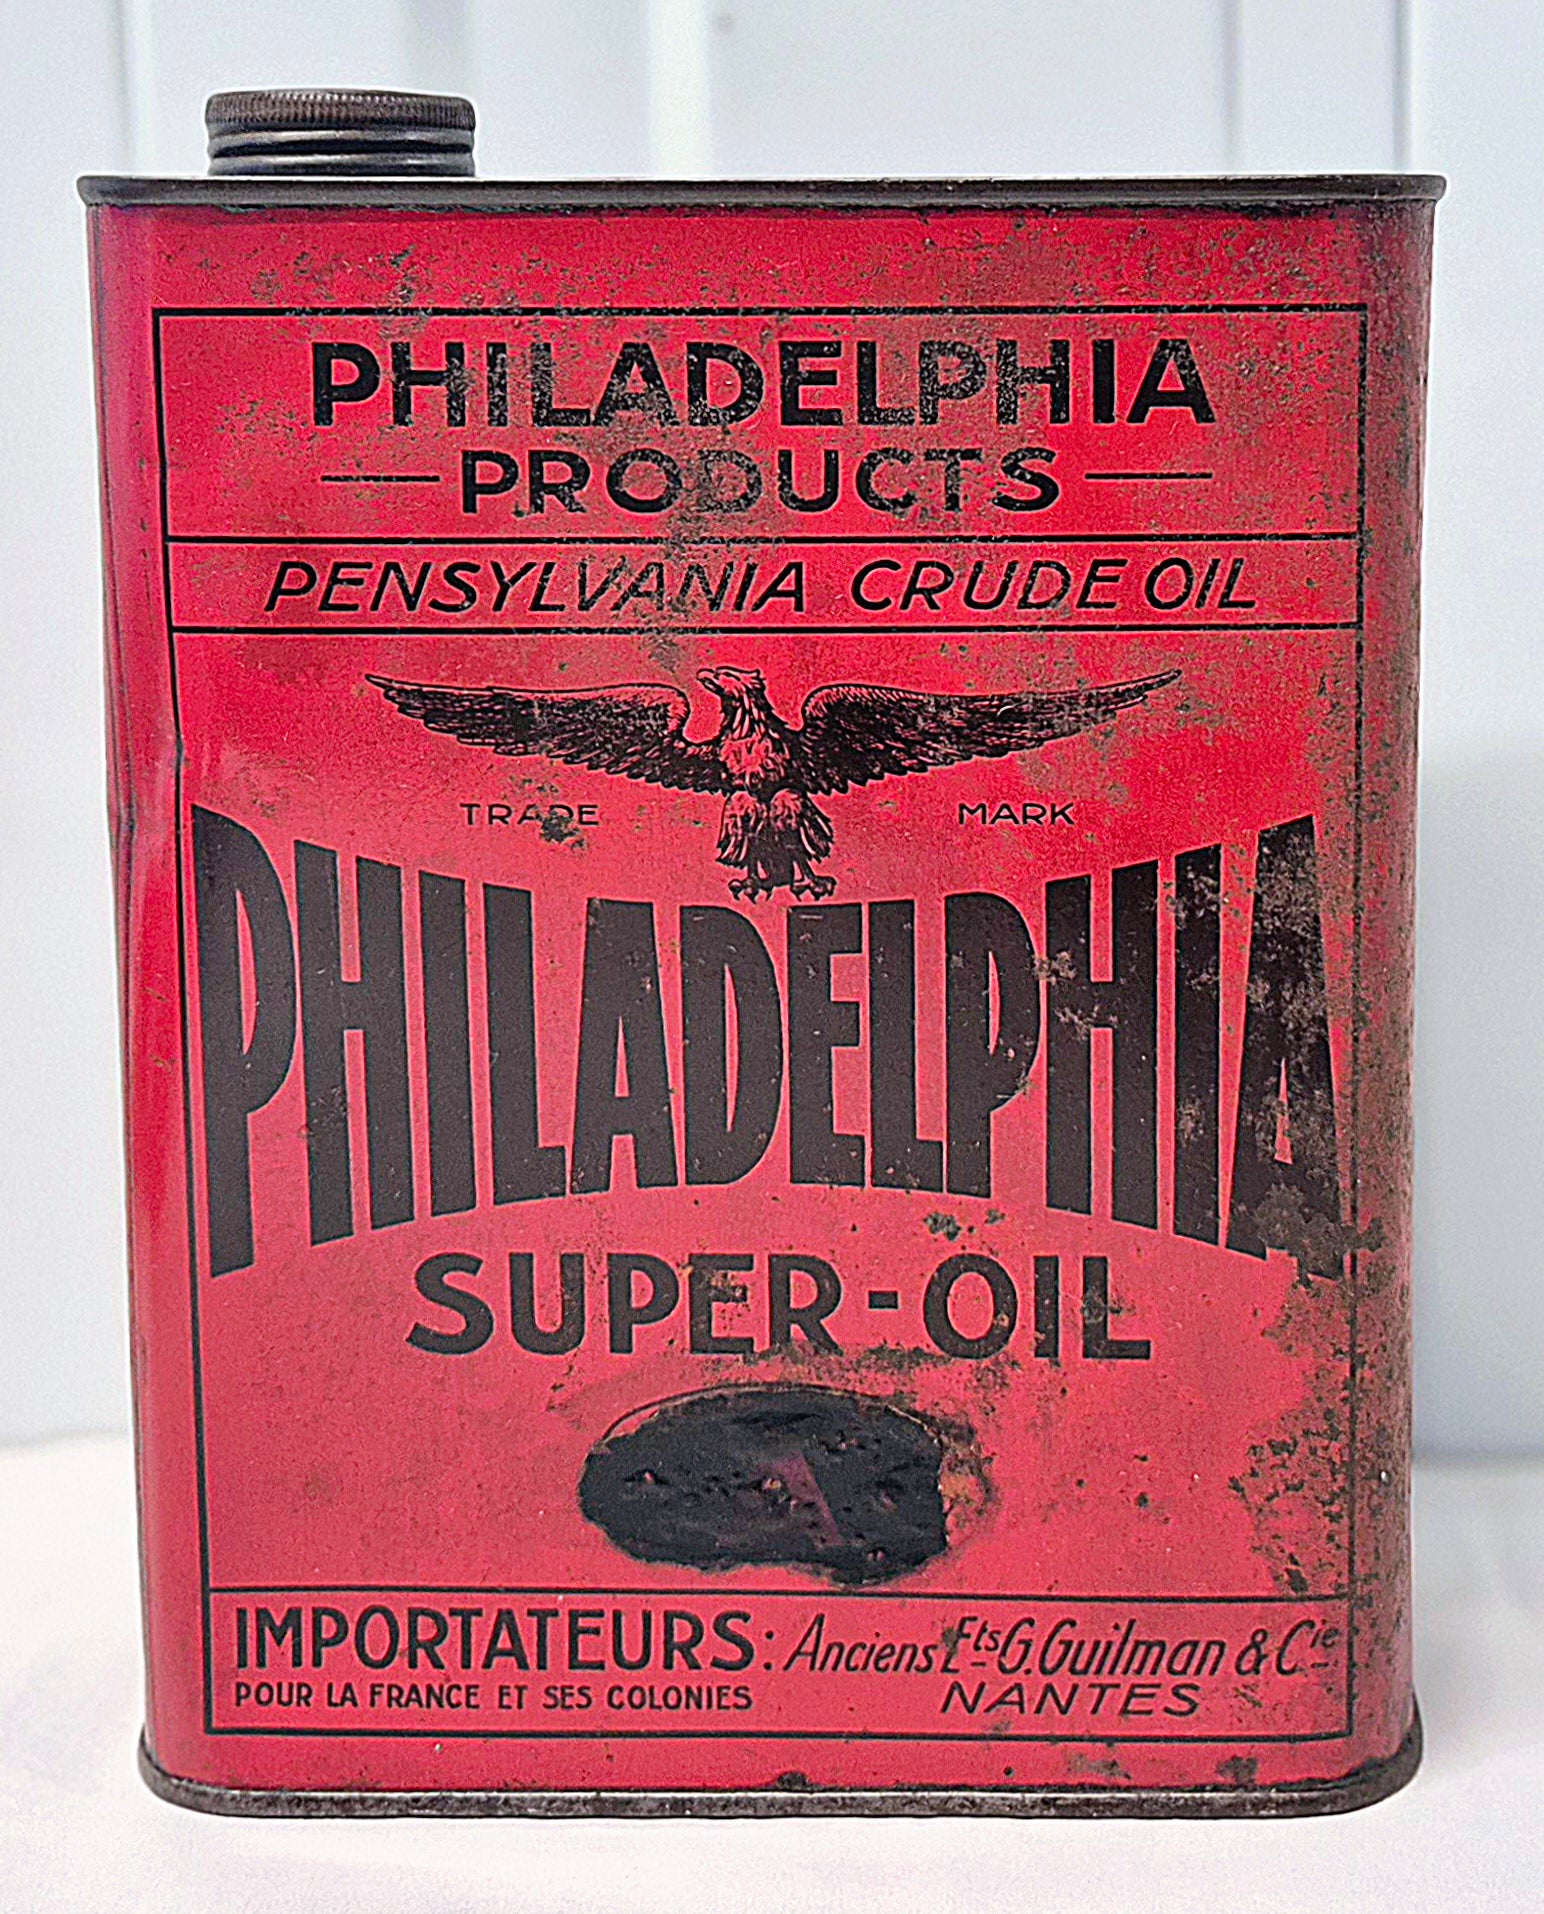 PHILADELPHIA
PRODUCTS
PENSYLVANIA CRUDE OIL
TRADE MARK
PHILADELPHIA
SUPER-OIL
IMPORTATEURS: Anciens Ets G. Guilman & Cie
POUR LA FRANCE ET SES COLONIES NANTES